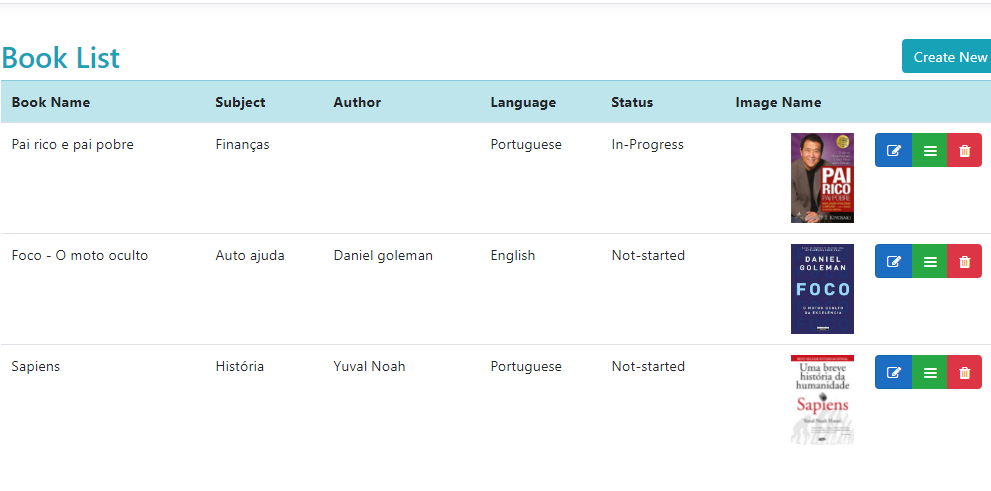 Book List
Create New
Book Name Subject Author Language Status Image Name
Pai rico e pai pobre Finanças Portuguese In-Progress
PAI
RICO
PAI POBRE
Foco - O moto oculto Auto ajuda Daniel goleman English Not-started
DANIEL
GOLEMAN
FOCO
O MOTOR OCULTO
DA EXCELÊNCIA
Sapiens História Yuval Noah Portuguese Not-started
Uma breve
história da
humanidade
Sapiens
Yuval Noah Harari